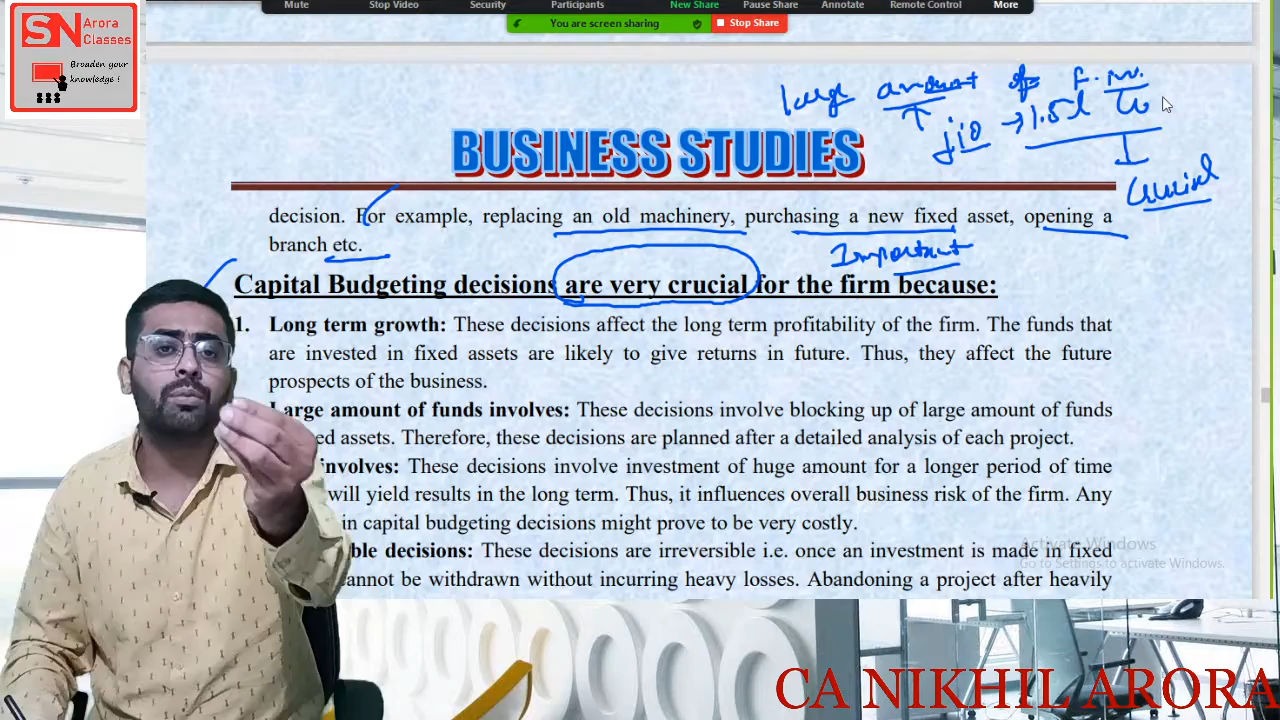 Mute Stop Video Security Participants New Share Pause Share Annotate Remote Control More
You are screen sharing Stop Share
SN Arora Classes
Broaden your knowledge !
large amount of F.M.
jio → 1.5 l
Crucial
BUSINESS STUDIES
decision. For example, replacing an old machinery, purchasing a new fixed asset, opening a
branch etc.
Important
Capital Budgeting decisions are very crucial for the firm because:
1. Long term growth: These decisions affect the long term profitability of the firm. The funds that
are invested in fixed assets are likely to give returns in future. Thus, they affect the future
prospects of the business.
Large amount of funds involves: These decisions involve blocking up of large amount of funds
ed assets. Therefore, these decisions are planned after a detailed analysis of each project.
involves: These decisions involve investment of huge amount for a longer period of time
will yield results in the long term. Thus, it influences overall business risk of the firm. Any
in capital budgeting decisions might prove to be very costly.
ble decisions: These decisions are irreversible i.e. once an investment is made in fixed
cannot be withdrawn without incurring heavy losses. Abandoning a project after heavily
Activate Windows
Go to Settings to activate Windows.
CA NIKHIL ARORA